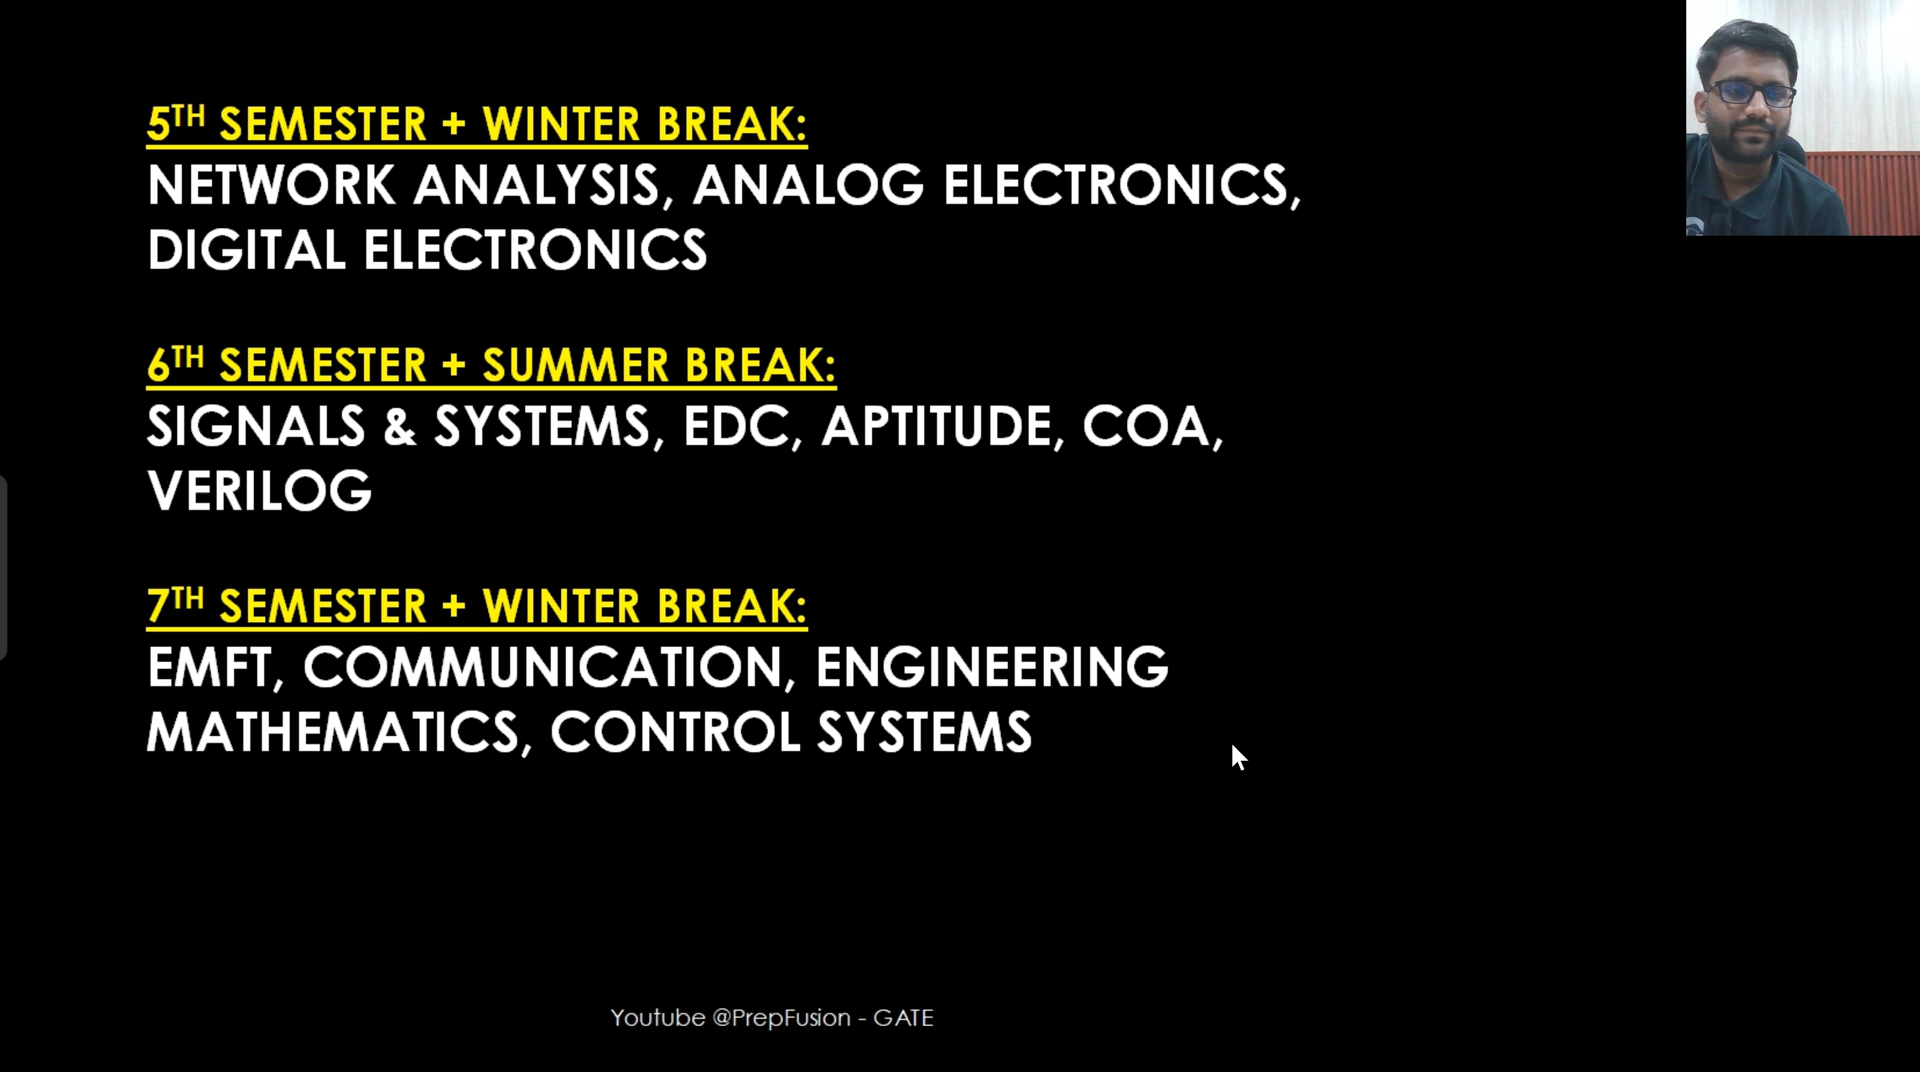 5TH SEMESTER + WINTER BREAK:
NETWORK ANALYSIS, ANALOG ELECTRONICS,
DIGITAL ELECTRONICS
6TH SEMESTER + SUMMER BREAK:
SIGNALS & SYSTEMS, EDC, APTITUDE, COA,
VERILOG
7TH SEMESTER + WINTER BREAK:
EMFT, COMMUNICATION, ENGINEERING
MATHEMATICS, CONTROL SYSTEMS
Youtube @PrepFusion - GATE